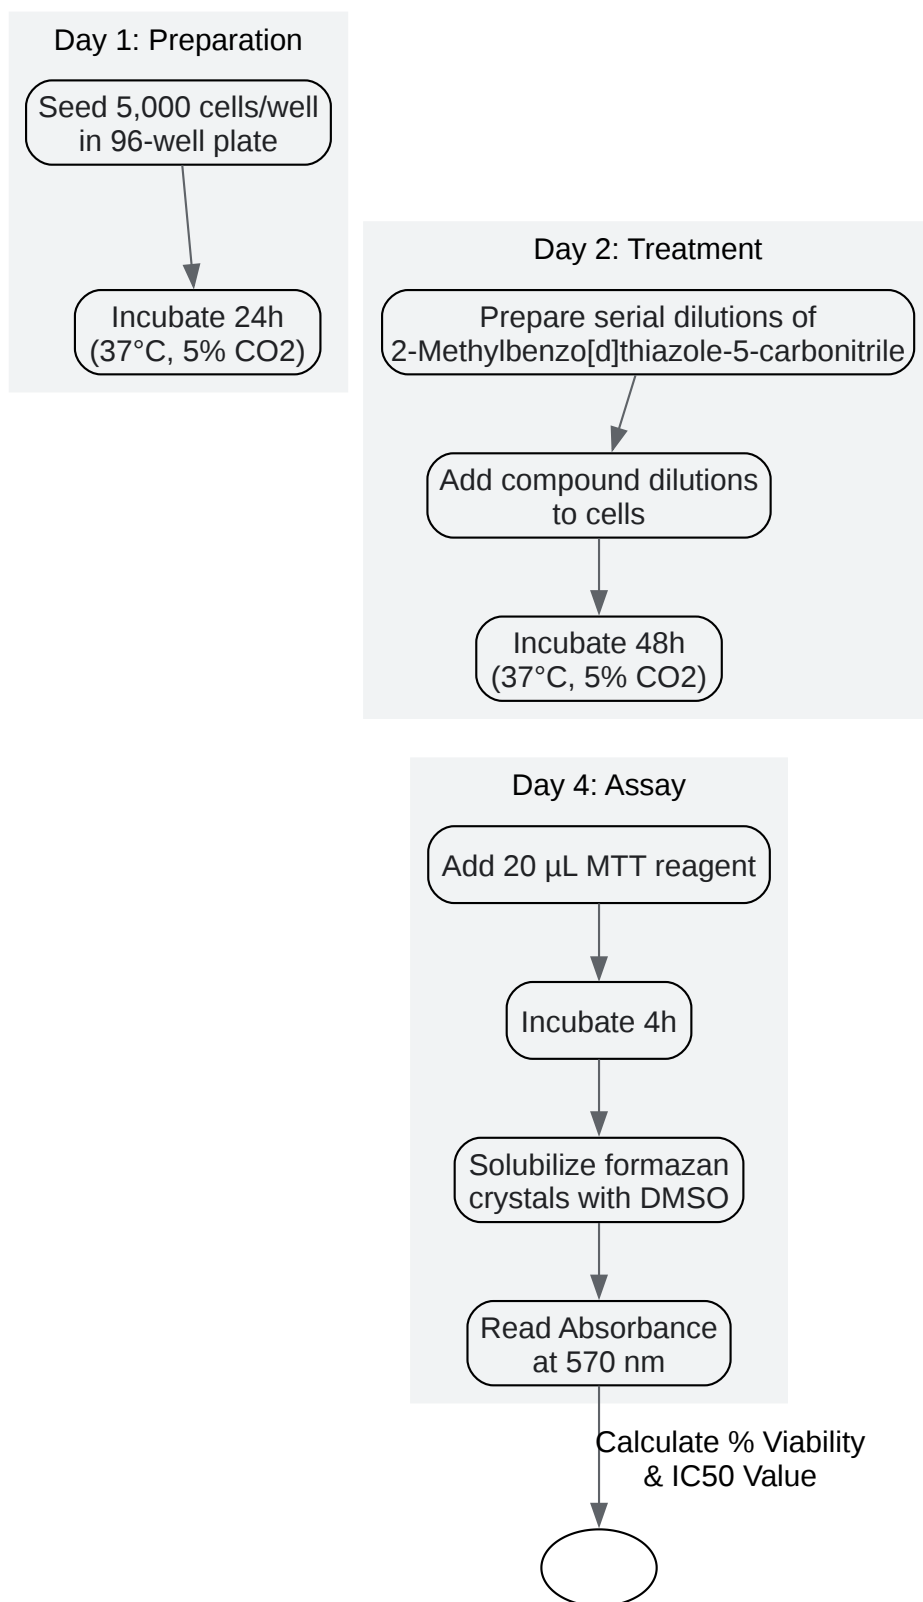 Day 1: Preparation
Seed 5,000 cells/well
in 96-well plate
Incubate 24h
(37°C, 5% CO2)
Day 2: Treatment
Prepare serial dilutions of
2-Methylbenzo[d]thiazole-5-carbonitrile
Add compound dilutions
to cells
Incubate 48h
(37°C, 5% CO2)
Day 4: Assay
Add 20 µL MTT reagent
Incubate 4h
Solubilize formazan
crystals with DMSO
Read Absorbance
at 570 nm
Calculate % Viability
& IC50 Value